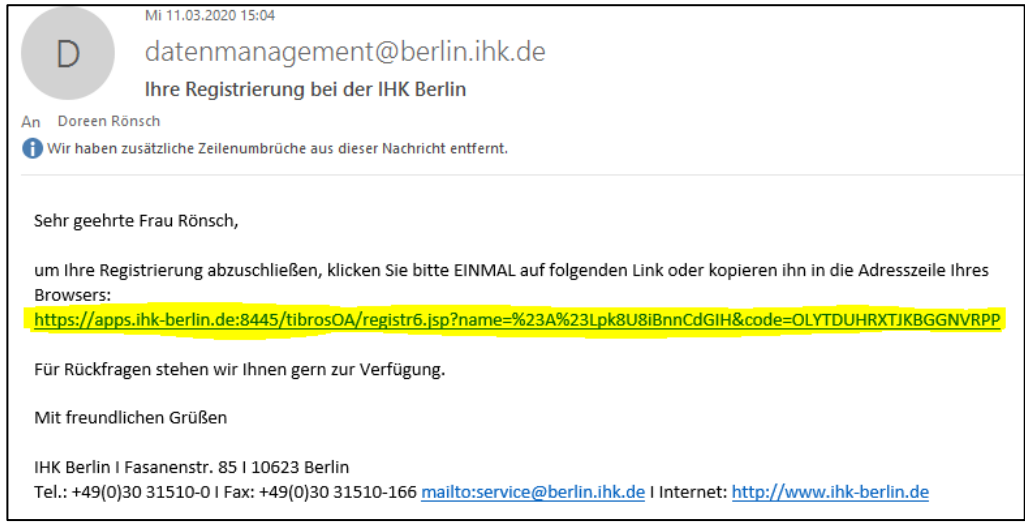 Mi 11.03.2020 15:04
D
datenmanagement@berlin.ihk.de
Ihre Registrierung bei der IHK Berlin
An Doreen Rönsch
i Wir haben zusätzliche Zeilenumbrüche aus dieser Nachricht entfernt.
Sehr geehrte Frau Rönsch,
um Ihre Registrierung abzuschließen, klicken Sie bitte EINMAL auf folgenden Link oder kopieren ihn in die Adresszeile Ihres
Browsers:
https://apps.ihk-berlin.de:8445/tibrosOA/registr6.jsp?name=%23A%23Lpk8U8iBnnCdGIH&code=OLYTDUHRXTJKBGGNVRPP
Für Rückfragen stehen wir Ihnen gern zur Verfügung.
Mit freundlichen Grüßen
IHK Berlin I Fasanenstr. 85 I 10623 Berlin
Tel.: +49(0)30 31510-0 I Fax: +49(0)30 31510-166 mailto:service@berlin.ihk.de I Internet: http://www.ihk-berlin.de